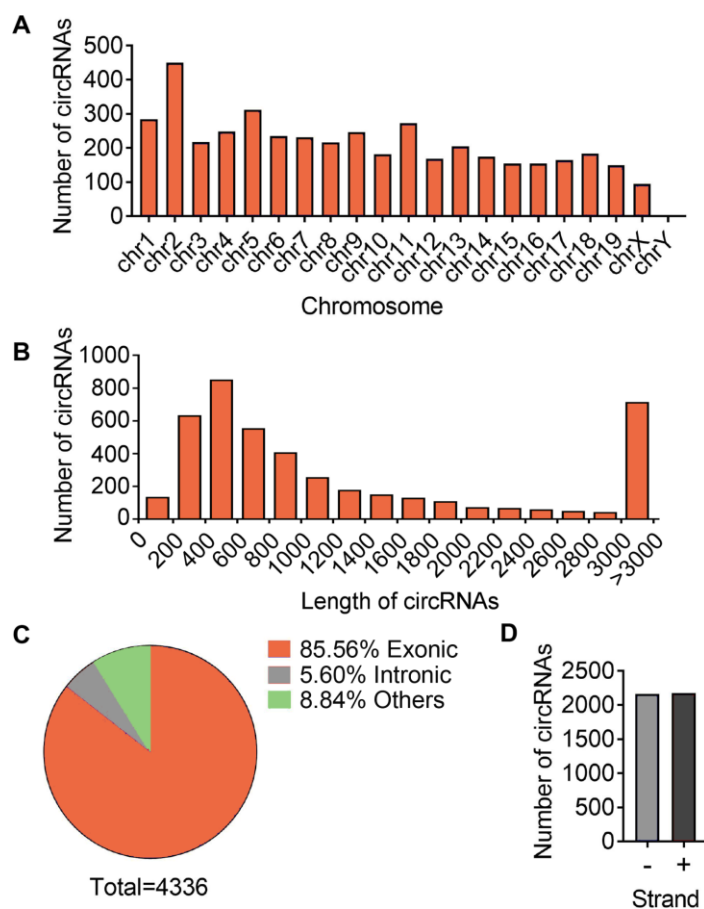 A
Number of circRNAs
500
400
300
200
100
0
chr1
chr2
chr3
chr4
chr5
chr6
chr7
chr8
chr9
chr10
chr11
chr12
chr13
chr14
chr15
chr16
chr17
chr18
chr19
chrX
chrY
Chromosome
B
Number of circRNAs
1000
800
600
400
200
0
0
200
400
600
800
1000
1200
1400
1600
1800
2000
2200
2400
2600
2800
3000
>3000
Length of circRNAs
C
85.56% Exonic
5.60% Intronic
8.84% Others
Total=4336
D
Number of circRNAs
2500
2000
1500
1000
500
0
- +
Strand